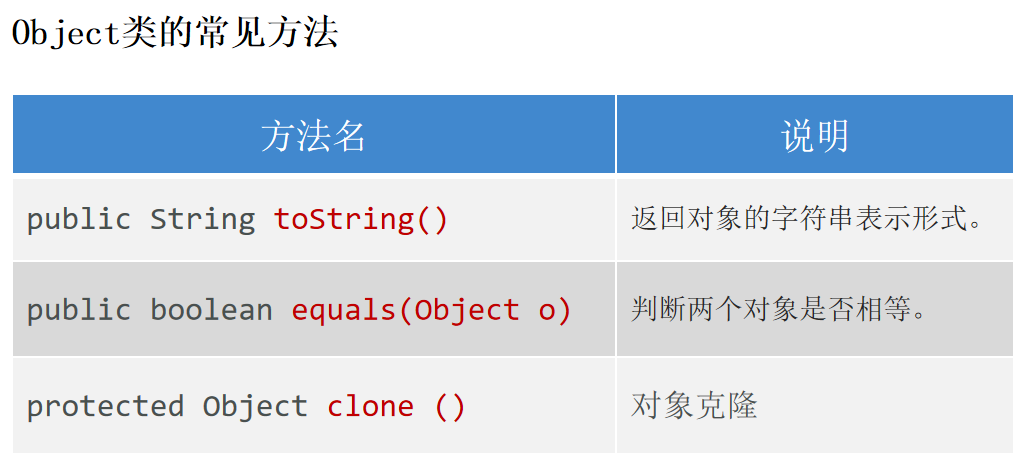 Object类的常见方法
方法名 说明
public String toString() 返回对象的字符串表示形式。
public boolean equals(Object o) 判断两个对象是否相等。
protected Object clone () 对象克隆